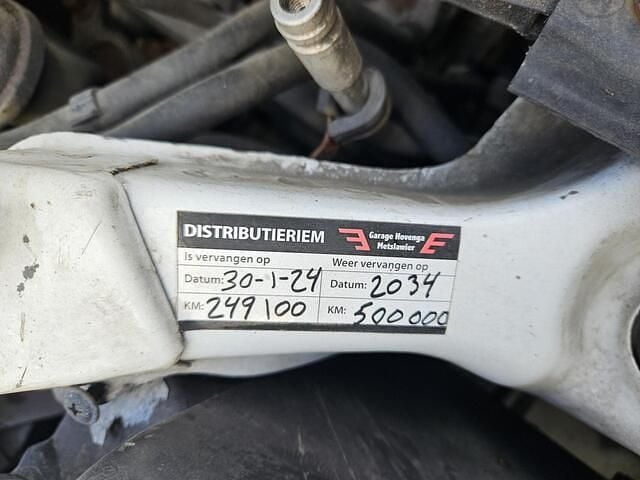 DISTRIBUTIERIEM
Garage Hovenga
Metslawier
Is vervangen op
Weer vervangen op
Datum: 30-1-24
Datum: 2034
KM: 249100
KM: 500000